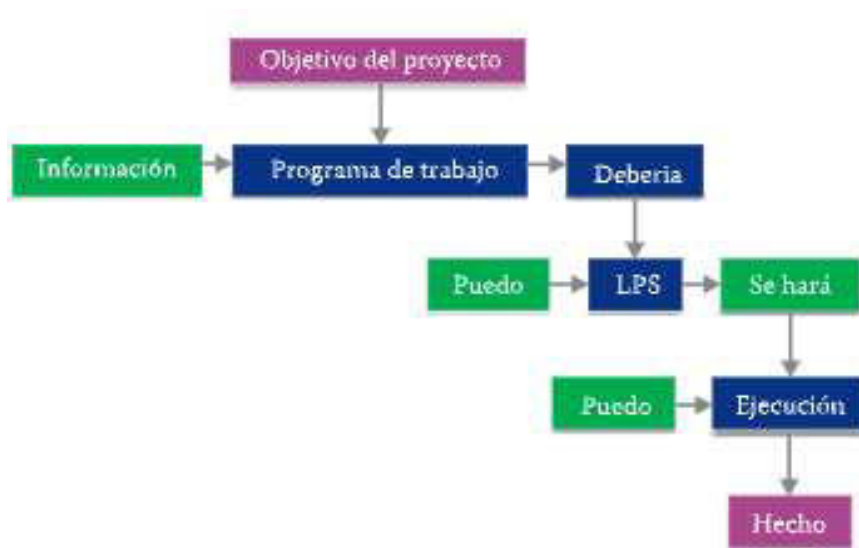 Objetivo del proyecto
Información
Programa de trabajo
Deberia
Puedo
LPS
Se hará
Puedo
Ejecución
Hecho